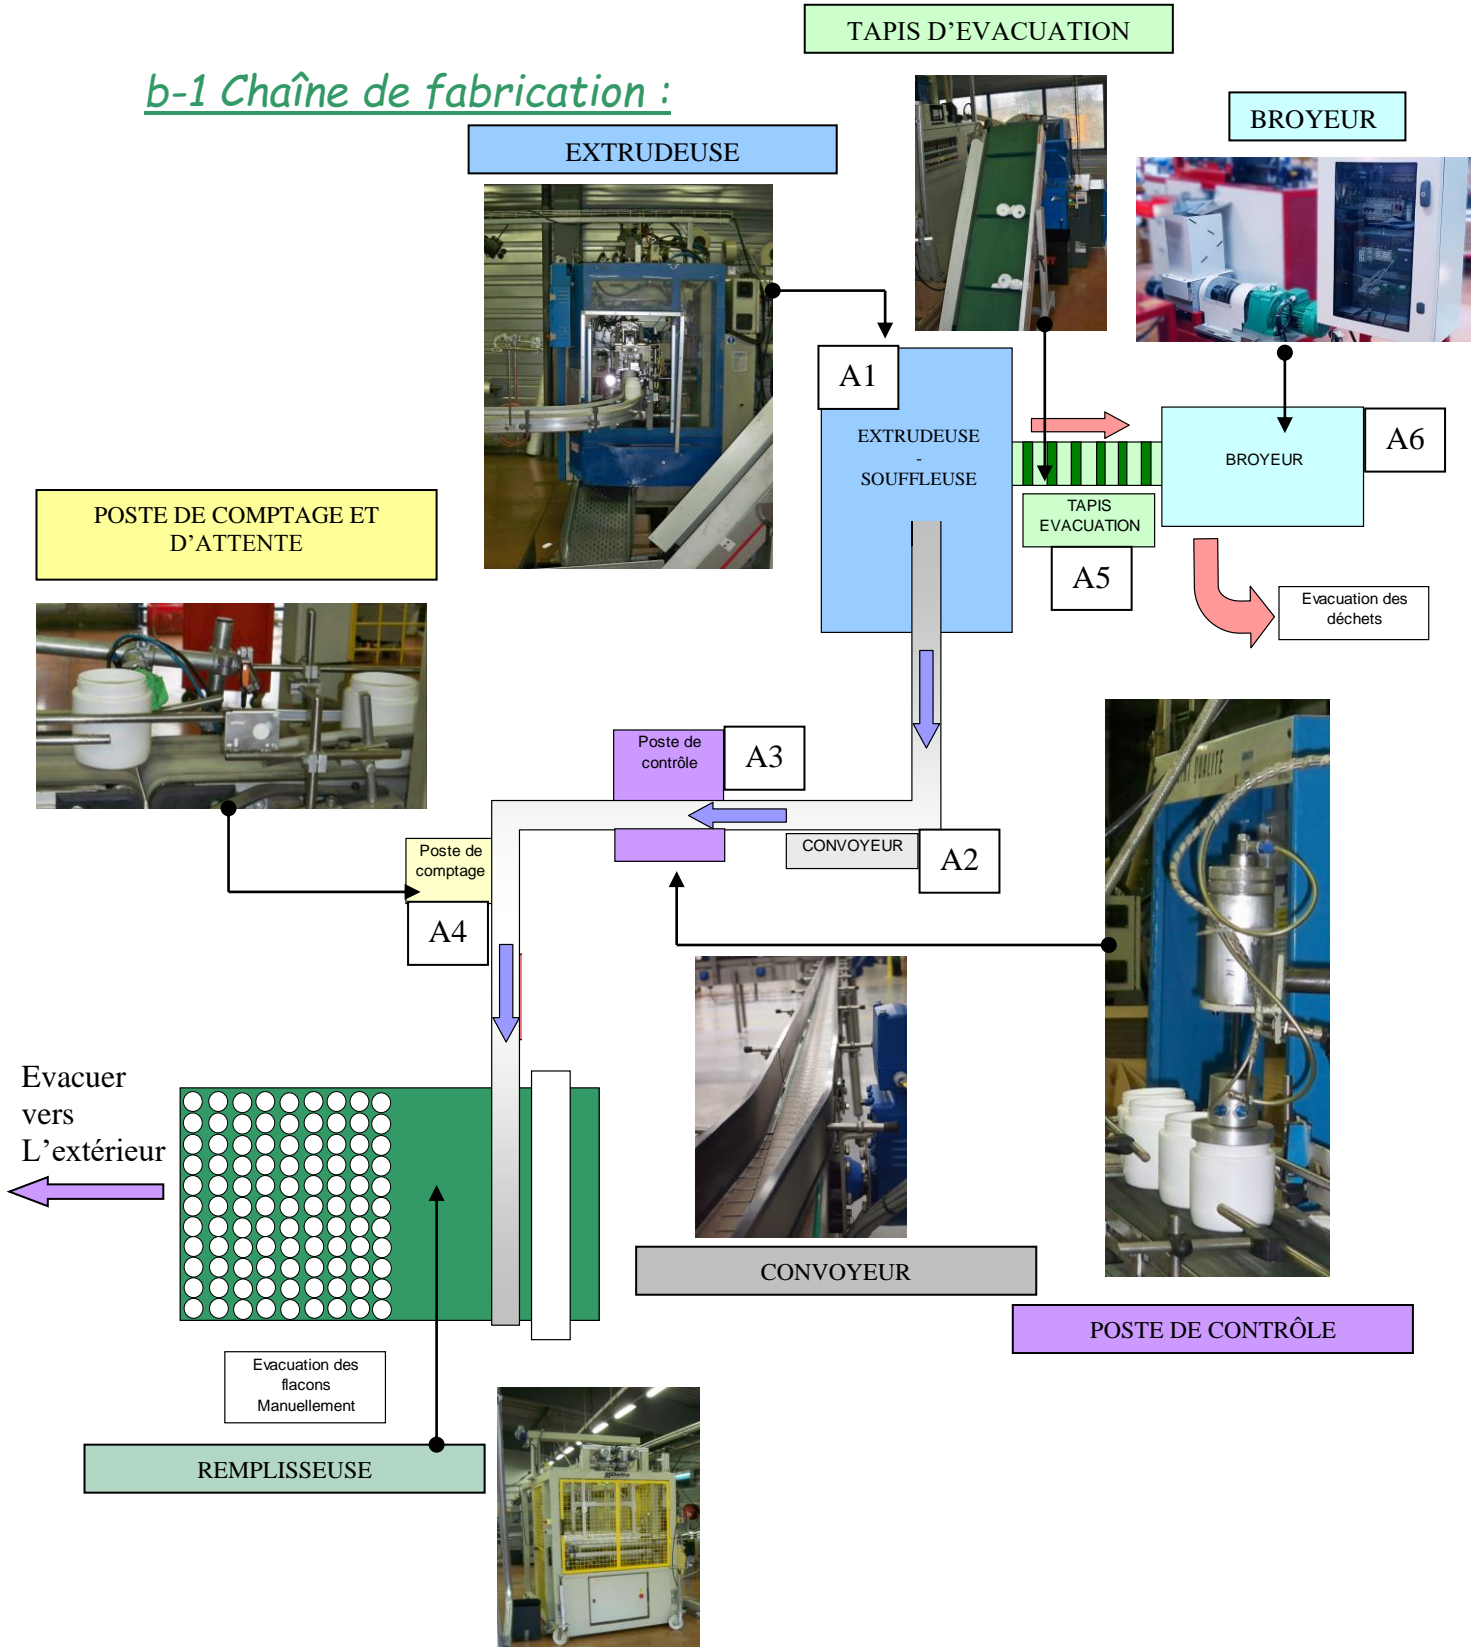 TAPIS D’EVACUATION
b-1 Chaîne de fabrication :
BROYEUR
EXTRUDEUSE
A1
EXTRUDEUSE
-
SOUFFLEUSE
A6
BROYEUR
TAPIS
EVACUATION
A5
POSTE DE COMPTAGE ET
D’ATTENTE
Evacuation des
déchets
Poste de
contrôle
A3
QUALITE
CONVOYEUR
A2
Poste de
comptage
A4
Evacuer
vers
L’extérieur
CONVOYEUR
POSTE DE CONTRÔLE
Evacuation des
flacons
Manuellement
REMPLISSEUSE
Delta